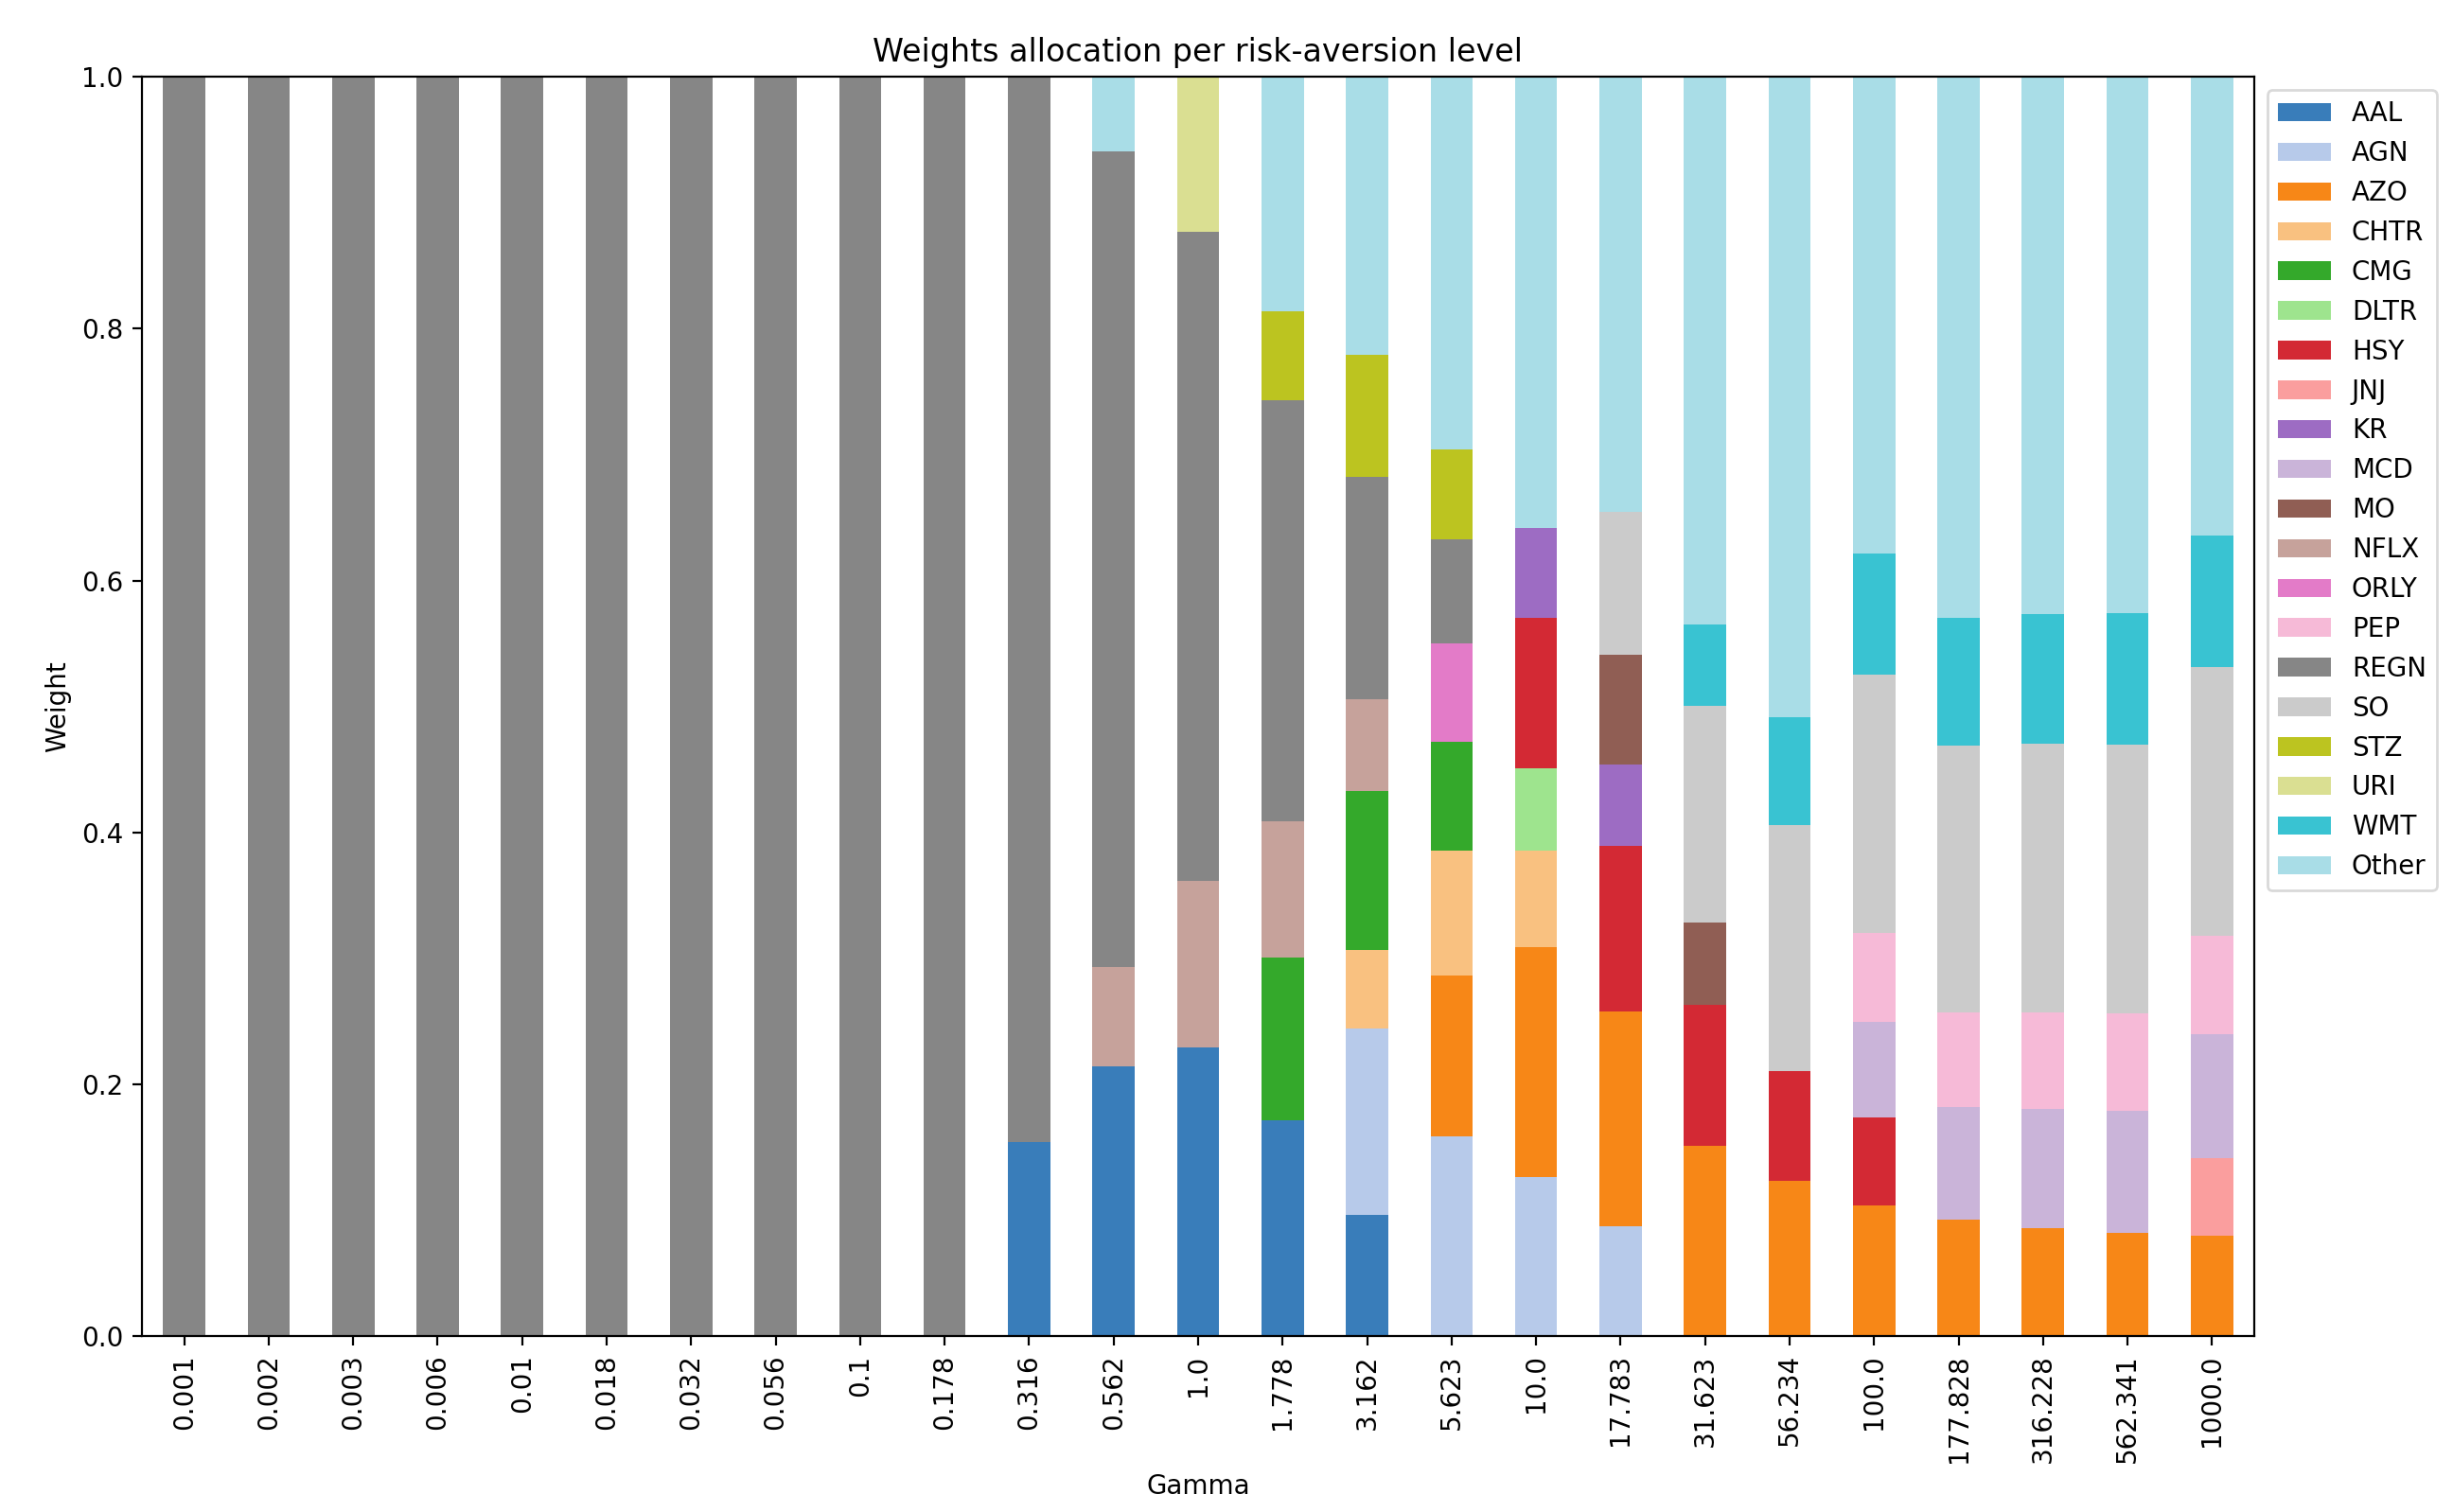 Weights allocation per risk-aversion level
Weight
1.0
0.8
0.6
0.4
0.2
0.0
0.001
0.002
0.003
0.006
0.01
0.018
0.032
0.056
0.1
0.178
0.316
0.562
1.0
1.778
3.162
5.623
10.0
17.783
31.623
56.234
100.0
177.828
316.228
562.341
1000.0
Gamma
AAL
AGN
AZO
CHTR
CMG
DLTR
HSY
JNJ
KR
MCD
MO
NFLX
ORLY
PEP
REGN
SO
STZ
URI
WMT
Other